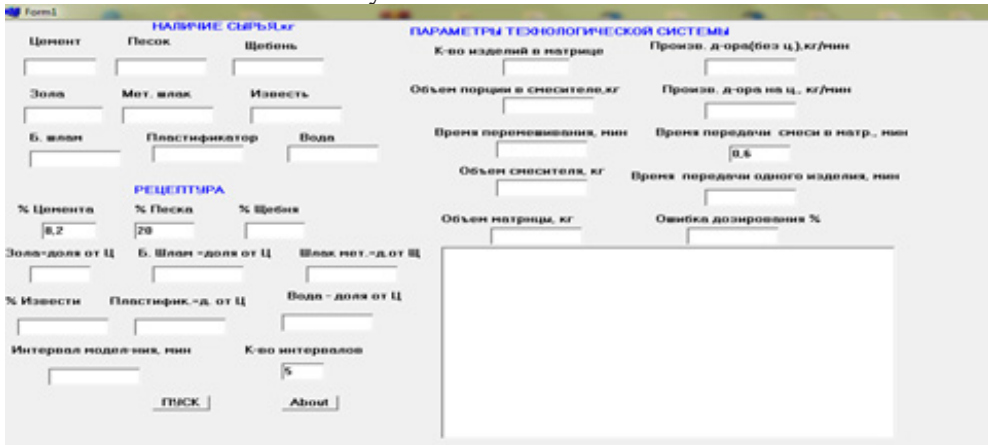 Form1
НАЛИЧИЕ СЫРЬЯ,кг
Цемент Песок Щебень
Зола Мет. шлак Известь
Б. шлам Пластификатор Вода
РЕЦЕПТУРА
% Цемента % Песка % Щебня
8,2 20
Зола-доля от Ц Б. Шлам -доля от Ц Шлак мет.-д.от Щ
% Извести Пластифик.-д. от Ц Вода - доля от Ц
Интервал модел-ния, мин К-во интервалов
5
ПУСК About
ПАРАМЕТРЫ ТЕХНОЛОГИЧЕСКОЙ СИСТЕМЫ
К-во изделий в матрице Произв. д-ора(без ц.),кг/мин
Объем порции в смесителе,кг Произв. д-ора на ц., кг/мин
Время перемешивания, мин Время передачи смеси в матр., мин
0,6
Объем смесителя, кг Время передачи одного изделия, мин
Объем матрицы, кг Ошибка дозирования %